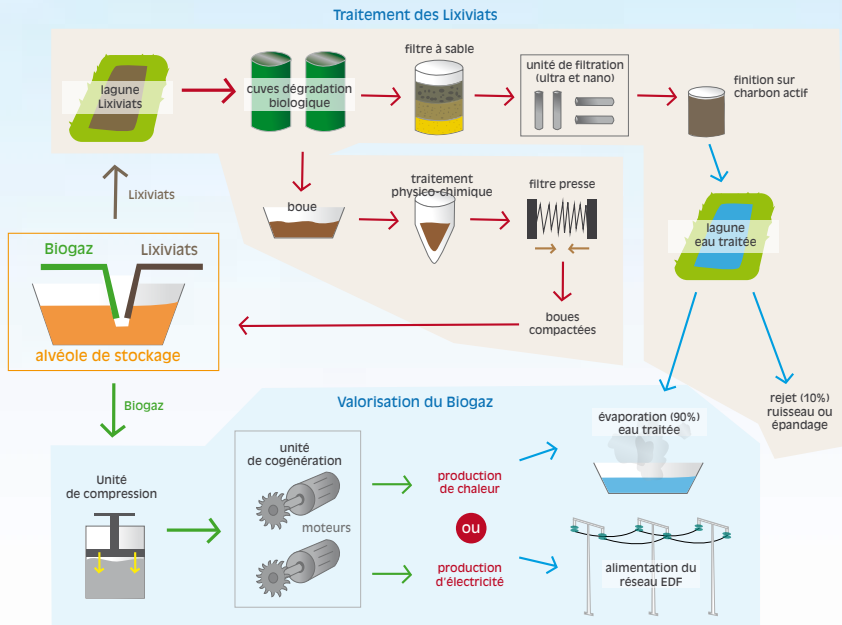 Traitement des Lixiviats
lagune
Lixiviats
cuves dégradation
biologique
filtre à sable
unité de filtration
(ultra et nano)
finition sur
charbon actif
Lixiviats
boue
traitement
physico-chimique
filtre presse
lagune
eau traitée
Biogaz
Lixiviats
alvéole de stockage
boues
compactées
Biogaz
Valorisation du Biogaz
évaporation (90%)
eau traitée
rejet (10%)
ruisseau ou
épandage
Unité
de compression
unité
de cogénération
moteurs
production
de chaleur
ou
production
d'électricité
alimentation du
réseau EDF